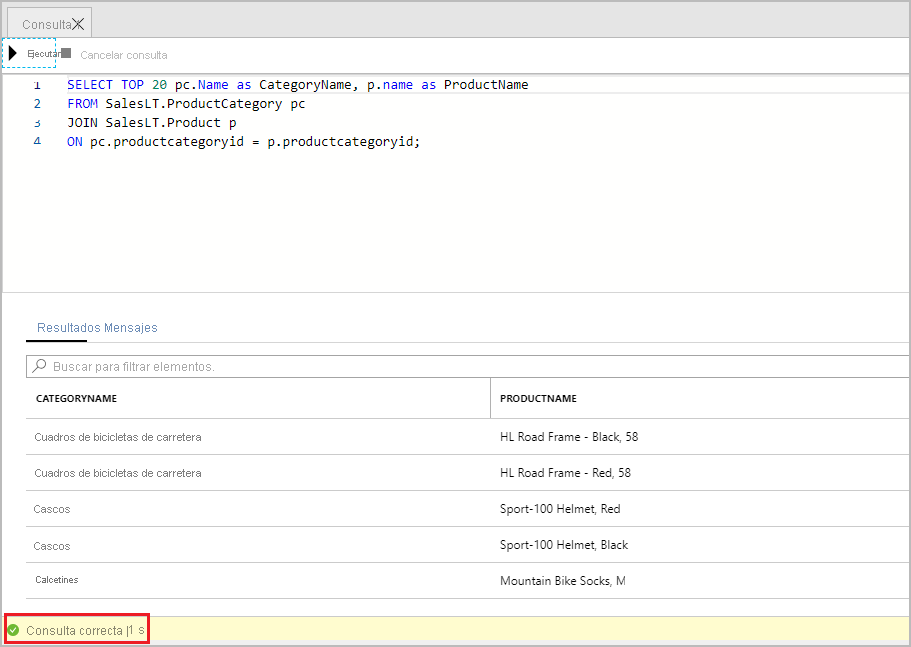 Consulta
Ejecutar Cancelar consulta
1 SELECT TOP 20 pc.Name as CategoryName, p.name as ProductName
2 FROM SalesLT.ProductCategory pc
3 JOIN SalesLT.Product p
4 ON pc.productcategoryid = p.productcategoryid;
Resultados Mensajes
Buscar para filtrar elementos.
CATEGORYNAME PRODUCTNAME
Cuadros de bicicletas de carretera HL Road Frame - Black, 58
Cuadros de bicicletas de carretera HL Road Frame - Red, 58
Cascos Sport-100 Helmet, Red
Cascos Sport-100 Helmet, Black
Calcetines Mountain Bike Socks, M
Consulta correcta |1 s